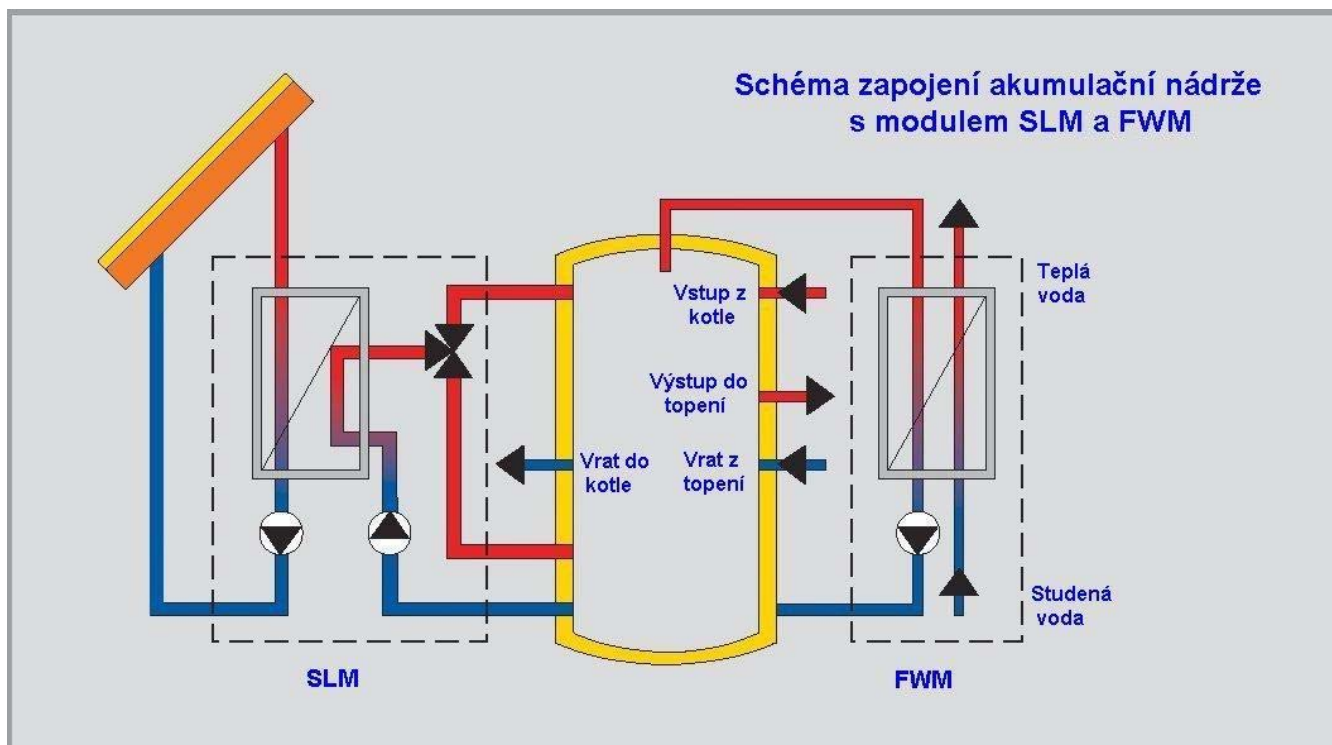 Schéma zapojení akumulační nádrže
s modulem SLM a FWM
Teplá
voda
Vstup z
kotle
Výstup do
topení
Vrat do
kotle
Vrat z
topení
Studená
voda
SLM
FWM